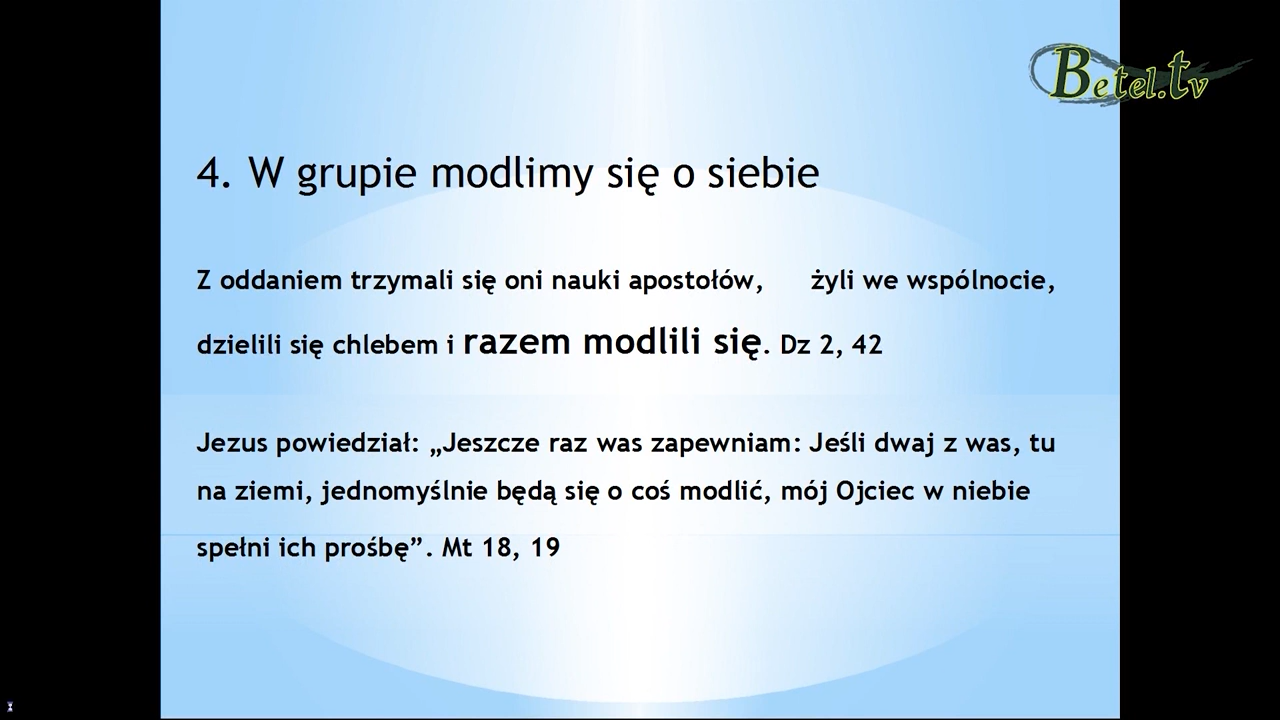 Betel.tv
4. W grupie modlimy się o siebie
Z oddaniem trzymali się oni nauki apostołów, żyli we wspólnocie,
dzielili się chlebem i razem modlili się. Dz 2, 42
Jezus powiedział: „Jeszcze raz was zapewniam: Jeśli dwaj z was, tu
na ziemi, jednomyślnie będą się o coś modlić, mój Ojciec w niebie
spełni ich prośbę”. Mt 18, 19